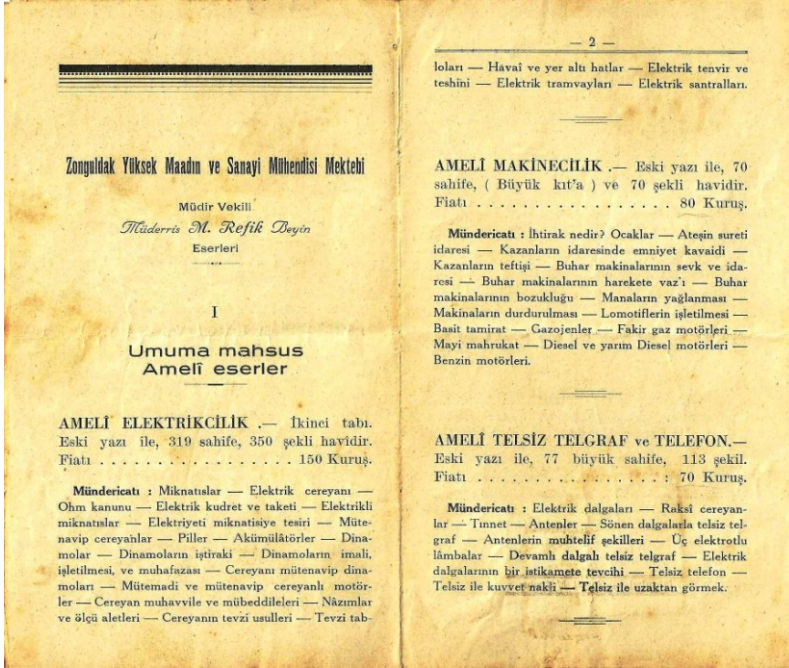 Zonguldak Yüksek Maadın ve Sanayi Mühendisi Mektebi
Müdir Vekili
Müderris M. Refik Beyin
Eserleri
I
Umuma mahsus
Amelî eserler
AMELÎ ELEKTRİKCİLİK .— İkinci tabı.
Eski yazı ile, 319 sahife, 350 şekli havidir.
Fiatı . . . . . . . . . . . . . . . . 150 Kuruş.
Mündericatı : Miknatıslar — Elektrik cereyanı —
Ohm kanunu — Elektrik kudret ve taketi — Elektrikli
miknatıslar — Elektriyeti miknatisiye tesiri — Müte-
navip cereyanlar — Piller — Akümülâtörler — Dina-
molar — Dinamoların iştiraki — Dinamoların imali,
işletilmesi, ve muhafazası — Cereyanı mütenavip dina-
moları — Mütemadi ve mütenavip cereyanlı motör-
ler — Cereyan muhavvile ve mübeddileleri — Nâzımlar
ve ölçü aletleri — Cereyanın tevzi usulleri — Tevzi tab-
— 2 —
loları — Havaî ve yer altı hatlar — Elektrik tenvir ve
teshini — Elektrik tramvayları — Elektrik santralları.
AMELÎ MAKİNECİLİK .— Eski yazı ile, 70
sahife, ( Büyük kıt'a ) ve 70 şekli havidir.
Fiatı . . . . . . . . . . . . . . . . . 80 Kuruş.
Mündericatı : İhtirak nedir? Ocaklar — Ateşin sureti
idaresi — Kazanların idaresinde emniyet kavaidi —
Kazanların teftişi — Buhar makinalarının sevk ve ida-
resi — Buhar makinalarının harekete vaz'ı — Buhar
makinalarının bozukluğu — Manaların yağlanması —
Makinaların durdurulması — Lomotiflerin işletilmesi —
Basit tamirat — Gazojenler — Fakir gaz motörleri —
Mayi mahrukat — Diesel ve yarım Diesel motörleri —
Benzin motörleri.
AMELÎ TELSİZ TELGRAF ve TELEFON.—
Eski yazı ile, 77 büyük sahife, 113 şekil.
Fiatı . . . . . . . . . . . . . . . . : 70 Kuruş.
Mündericatı : Elektrik dalgaları — Raksî cereyan-
lar — Tınnet — Antenler — Sönen dalgalarla telsiz tel-
graf — Antenlerin muhtelif şekilleri — Üç elektrotlu
lâmbalar — Devamlı dalgalı telsiz telgraf — Elektrik
dalgalarının bir istikamete tevcihi — Telsiz telefon —
Telsiz ile kuvvet nakli — Telsiz ile uzaktan görmek.